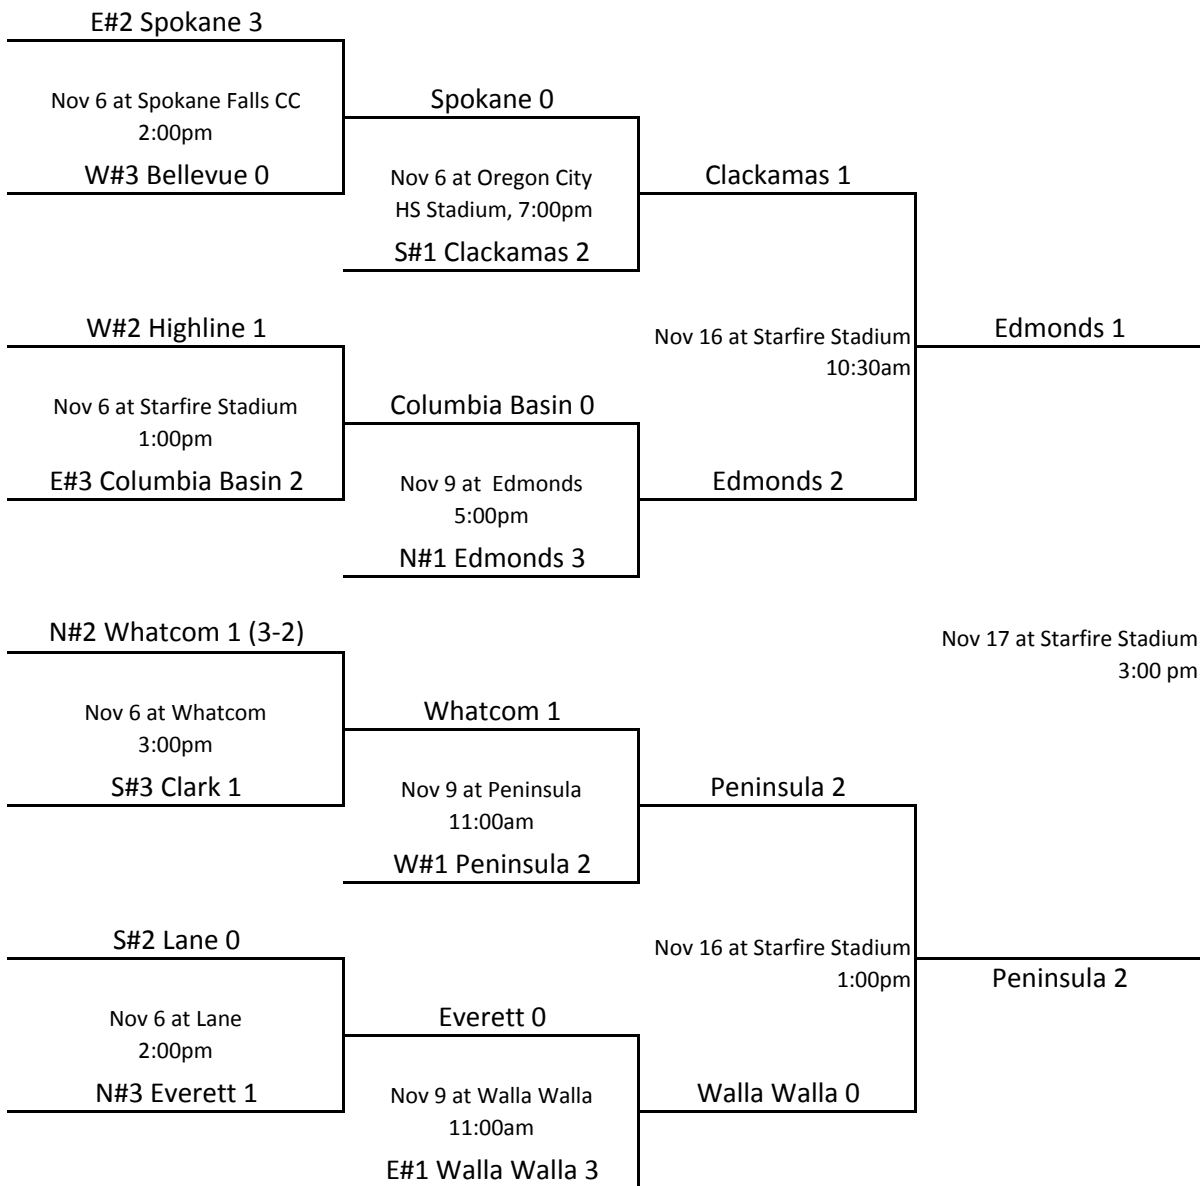 E#2 Spokane 3
Nov 6 at Spokane Falls CC
2:00pm
W#3 Bellevue 0
Spokane 0
Nov 6 at Oregon City
HS Stadium, 7:00pm
S#1 Clackamas 2
Clackamas 1
W#2 Highline 1
Nov 6 at Starfire Stadium
1:00pm
E#3 Columbia Basin 2
Columbia Basin 0
Nov 9 at  Edmonds
5:00pm
N#1 Edmonds 3
Edmonds 2
Nov 16 at Starfire Stadium
10:30am
Edmonds 1
N#2 Whatcom 1 (3-2)
Nov 6 at Whatcom
3:00pm
S#3 Clark 1
Whatcom 1
Nov 9 at Peninsula
11:00am
W#1 Peninsula 2
Peninsula 2
Nov 17 at Starfire Stadium
3:00 pm
S#2 Lane 0
Nov 6 at Lane
2:00pm
N#3 Everett 1
Everett 0
Nov 9 at Walla Walla
11:00am
E#1 Walla Walla 3
Walla Walla 0
Nov 16 at Starfire Stadium
1:00pm
Peninsula 2